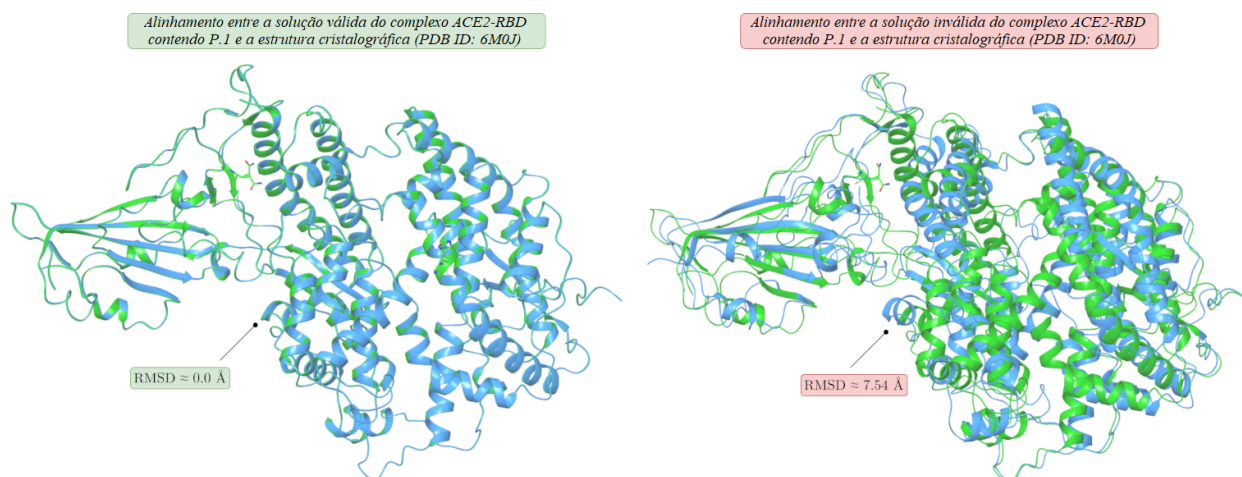 Alinhamento entre a solução válida do complexo ACE2-RBD
contendo P.1 e a estrutura cristalográfica (PDB ID: 6M0J)
RMSD ≈ 0.0 Å
Alinhamento entre a solução inválida do complexo ACE2-RBD
contendo P.1 e a estrutura cristalográfica (PDB ID: 6M0J)
RMSD ≈ 7.54 Å